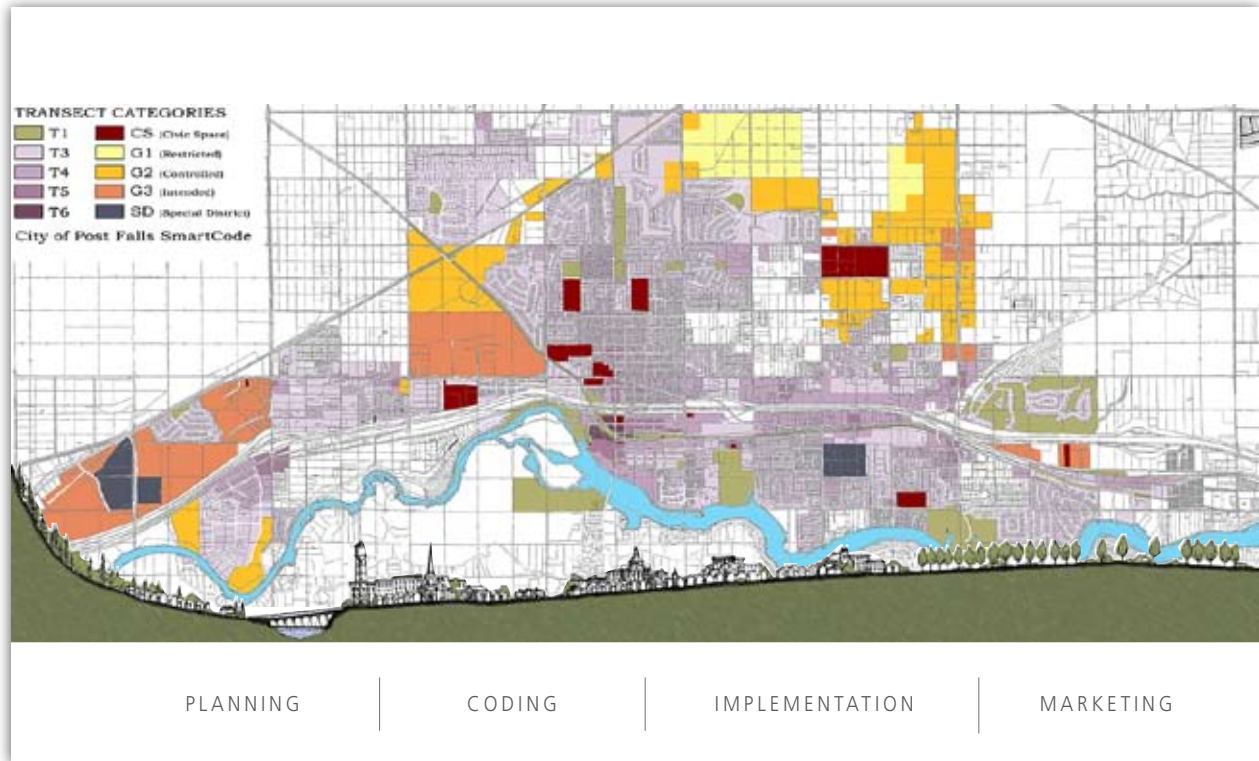 TRANSECT CATEGORIES
T1 CS (Civic Space)
T3 G1 (Restricted)
T4 G2 (Controlled)
T5 G3 (Intended)
T6 SD (Special District)
City of Post Falls SmartCode
PLANNING
CODING
IMPLEMENTATION
MARKETING